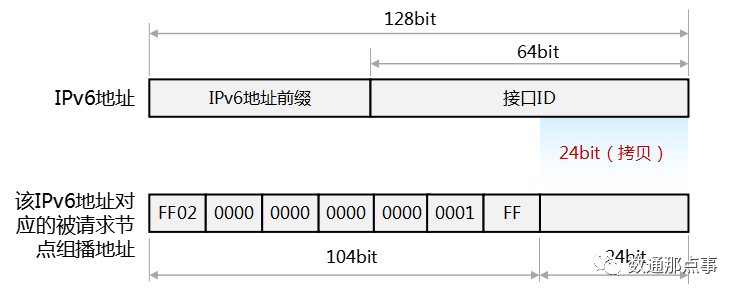 128bit
64bit
IPv6地址
IPv6地址前缀
接口ID
24bit（拷贝）
该IPv6地址对
应的被请求节
点组播地址
FF02 0000 0000 0000 0000 0001 FF
104bit
24bit
数通那点事